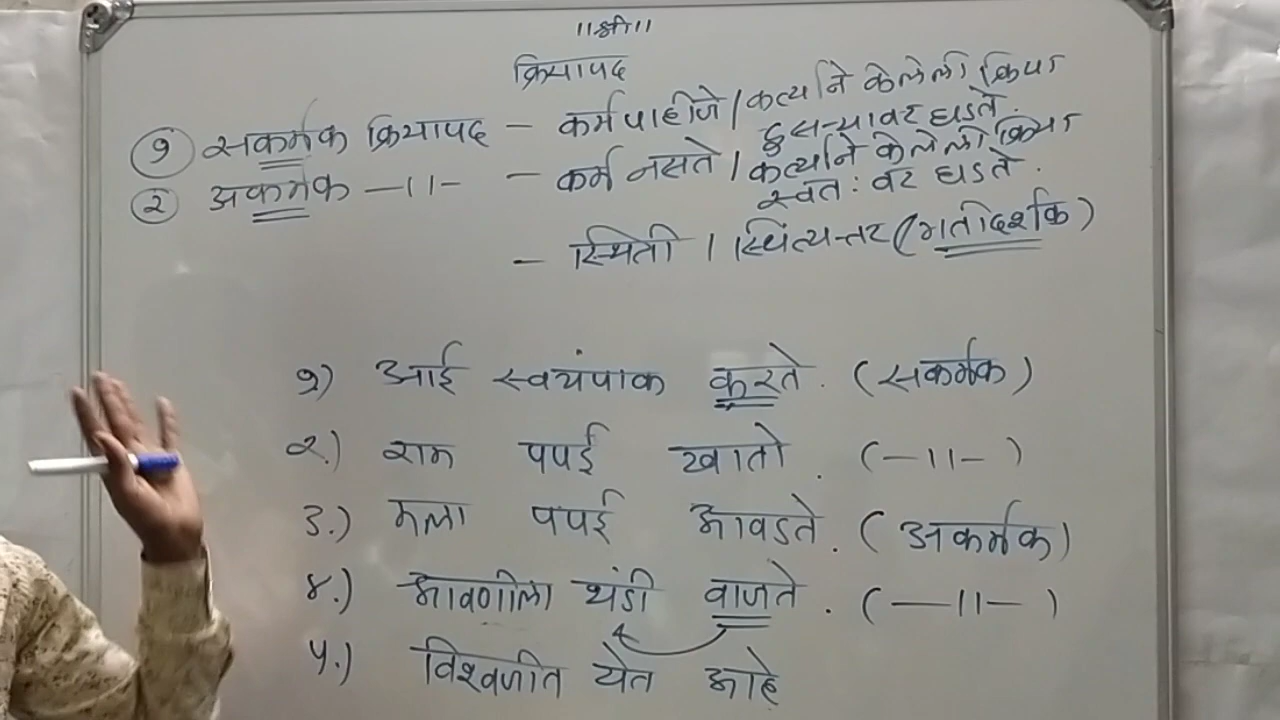 ॥श्री॥
क्रियापद
१ सकर्मक क्रियापद – कर्म पाहीजे / कर्त्याने केलेली क्रिया
दुसऱ्यावर घडते.
२ अकर्मक –॥– – कर्म नसते / कर्त्याने केलेली क्रिया
स्वतः वर घडते.
– स्थिती / स्थित्यन्तर (गतीदर्शक)
१) आई स्वयंपाक करते. (सकर्मक)
२.) राम पपई खातो. (–॥–)
३.) मला पपई आवडते. (अकर्मक)
४.) श्रावणीला थंडी वाजते. (–॥–)
५.) विश्वजीत येत आहे